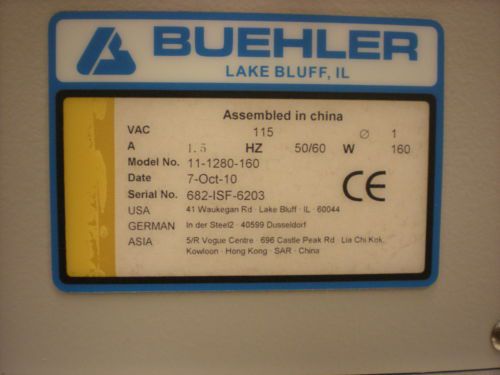 BUEHLER
LAKE BLUFF, IL
Assembled in china
VAC 115 ∅ 1
A 1.5 HZ 50/60 W 160
Model No. 11-1280-160
Date 7-Oct-10
Serial No. 682-ISF-6203
CE
USA 41 Waukegan Rd · Lake Bluff · IL · 60044
GERMAN In der Steel2 · 40599 Dusseldorf
ASIA 5/R Vogue Centre · 696 Castle Peak Rd · Lia Chi Kok,
Kowloon · Hong Kong · SAR · China